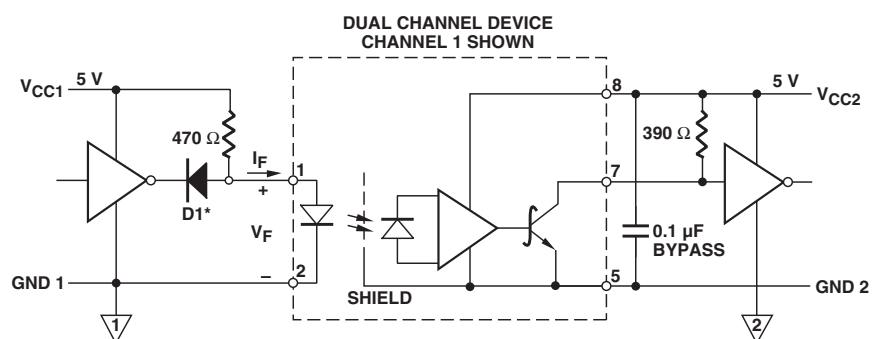 DUAL CHANNEL DEVICE
CHANNEL 1 SHOWN
VCC1
5 V
470 Ω
IF
+
1
D1*
VF
–
2
GND 1
1
SHIELD
8
7
5
390 Ω
5 V
VCC2
0.1 µF
BYPASS
GND 2
2